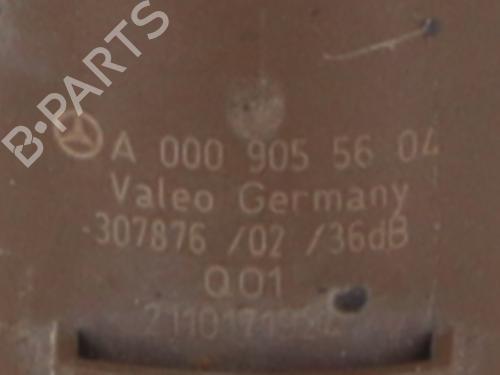 B-PARTS
A 000 905 56 04
Valeo Germany
-307876 /02 /36dB
Q01